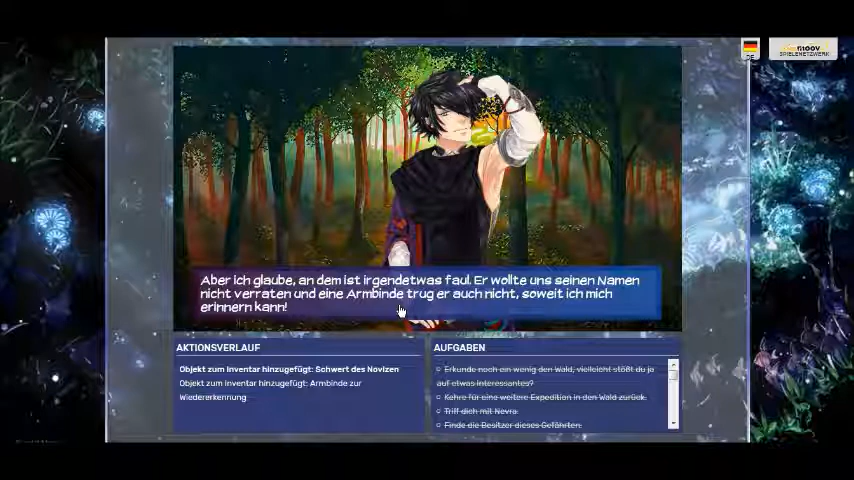 DE
SPIELENETZWERK
Aber ich glaube, an dem ist irgendetwas faul. Er wollte uns seinen Namen
nicht verraten und eine Armbinde trug er auch nicht, soweit ich mich
erinnern kann!
AKTIONSVERLAUF
Objekt zum Inventar hinzugefügt: Schwert des Novizen
Objekt zum Inventar hinzugefügt: Armbinde zur
Wiedererkennung
AUFGABEN
Erkunde noch ein wenig den Wald, vielleicht stößt du ja
auf etwas Interessantes?
Kehre für eine weitere Expedition in den Wald zurück.
Triff dich mit Nevra.
Finde die Besitzer dieses Gefährten.